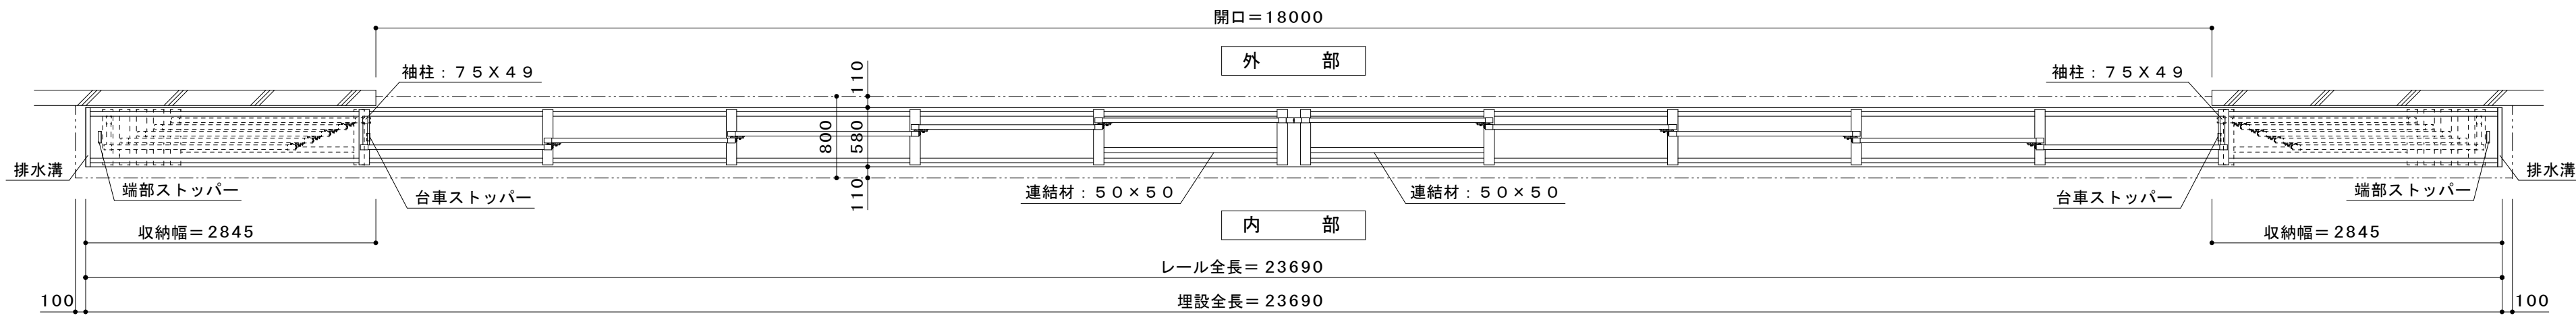 開口＝18000
外　部
袖柱：７５Ｘ４９
袖柱：７５Ｘ４９
110
800
580
110
排水溝
端部ストッパー
台車ストッパー
連結材：５０×５０
連結材：５０×５０
台車ストッパー
端部ストッパー
排水溝
内　部
収納幅＝2845
収納幅＝2845
レール全長＝23690
100
埋設全長＝23690
100